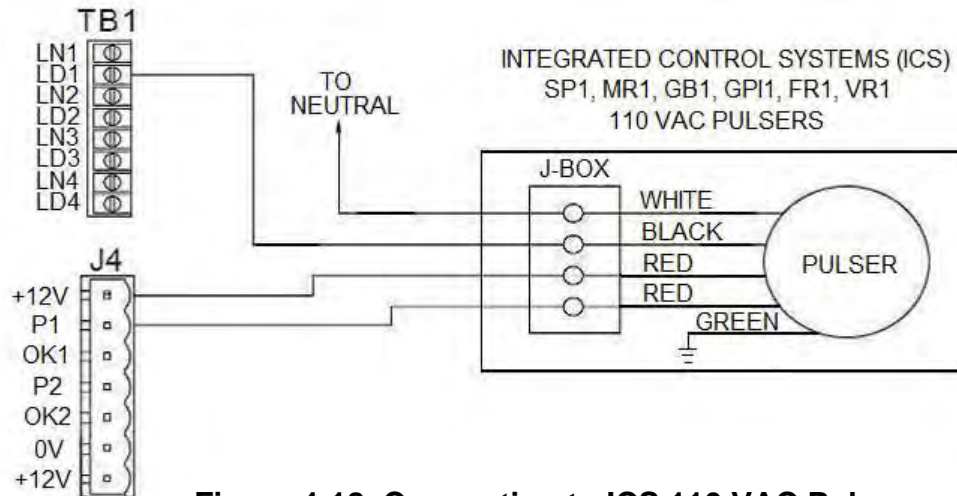 TB1
LN1
LD1
LN2
LD2
LN3
LD3
LN4
LD4
TO
NEUTRAL
INTEGRATED CONTROL SYSTEMS (ICS)
SP1, MR1, GB1, GPI1, FR1, VR1
110 VAC PULSERS
J-BOX
WHITE
BLACK
RED
RED
GREEN
PULSER
J4
+12V
P1
OK1
P2
OK2
0V
+12V